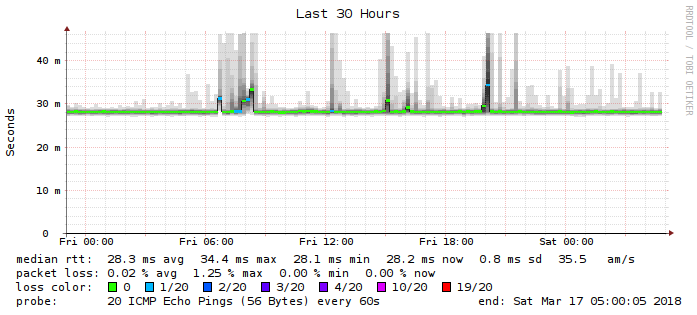 Last 30 Hours
RRDTOOL / TOBI OETIKER
Seconds
40 m
30 m
20 m
10 m
0
Fri 00:00 Fri 06:00 Fri 12:00 Fri 18:00 Sat 00:00
median rtt: 28.3 ms avg 34.4 ms max 28.1 ms min 28.2 ms now 0.8 ms sd 35.5 am/s
packet loss: 0.02 % avg 1.25 % max 0.00 % min 0.00 % now
loss color: 0 1/20 2/20 3/20 4/20 10/20 19/20
probe: 20 ICMP Echo Pings (56 Bytes) every 60s end: Sat Mar 17 05:00:05 2018